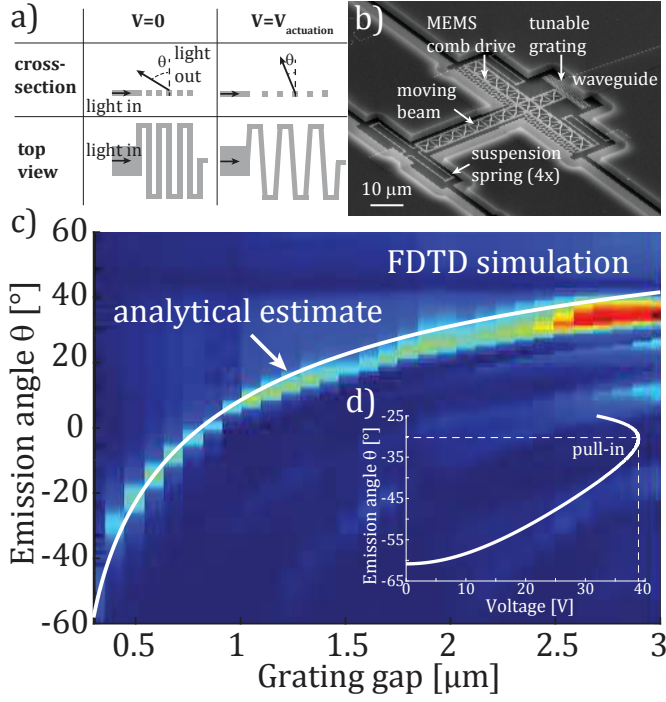 a)
V=0
V=V_actuation
cross-
section
θ
light
out
light in
θ
top
view
light in
b)
MEMS
comb drive
tunable
grating
waveguide
moving
beam
suspension
spring (4x)
10 μm
c)
60
40
20
0
-20
-40
-60
Emission angle θ [°]
FDTD simulation
analytical estimate
0.5
1
1.5
2
2.5
3
Grating gap [μm]
d)
-25
-35
-45
-55
-65
Emission angle θ [°]
pull-in
0
10
20
30
40
Voltage [V]